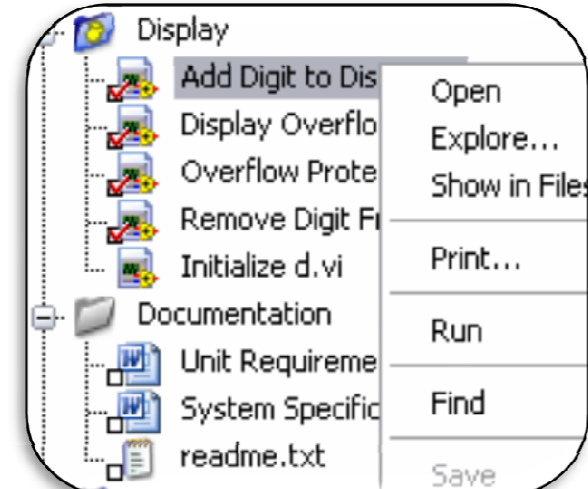 Display
Add Digit to Dis
Display Overflo
Overflow Prote
Remove Digit Fr
Initialize d.vi
Documentation
Unit Requireme
System Specific
readme.txt
Open
Explore...
Show in Files
Print...
Run
Find
Save